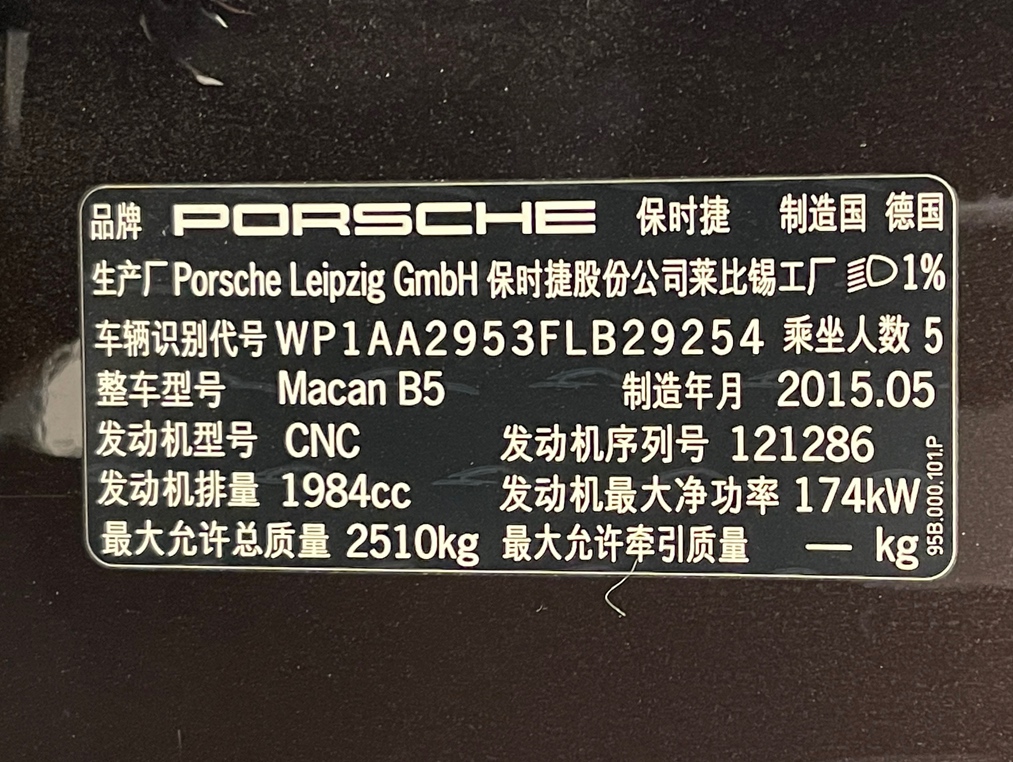 品牌 PORSCHE 保时捷 制造国 德国
生产厂 Porsche Leipzig GmbH 保时捷股份公司莱比锡工厂 1%
车辆识别代号 WP1AA2953FLB29254 乘坐人数 5
整车型号 Macan B5 制造年月 2015.05
发动机型号 CNC 发动机序列号 121286
发动机排量 1984cc 发动机最大净功率 174kW
最大允许总质量 2510kg 最大允许牵引质量 — kg
95B.000.101.P